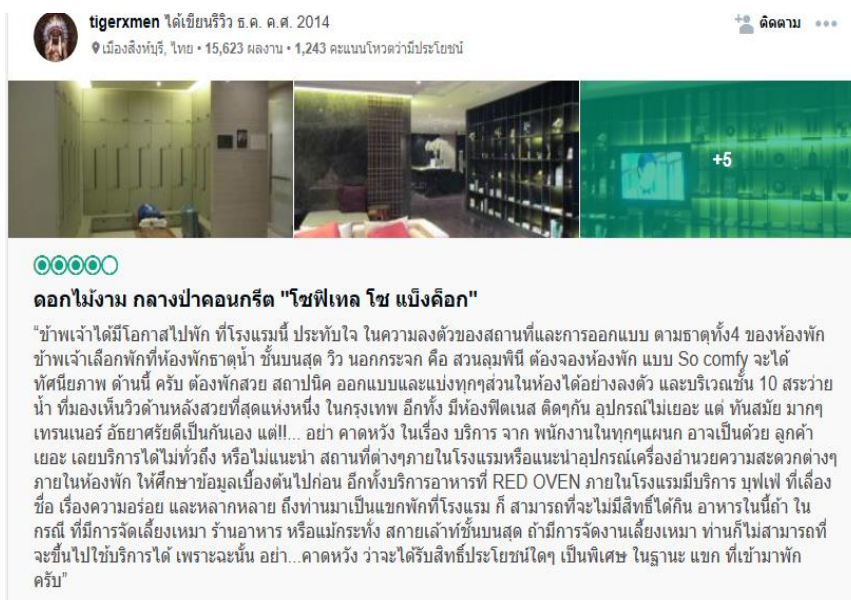 tigerxmen ได้เขียนรีวิว ธ.ค. ค.ศ. 2014
ติดตาม
เมืองสิงห์บุรี, ไทย • 15,623 ผลงาน • 1,243 คะแนนโหวตว่ามีประโยชน์
+5
ดอกไม้งาม กลางป่าคอนกรีต "โซฟิเทล โซ แบ็งค็อก"
“ข้าพเจ้าได้มีโอกาสไปพัก ที่โรงแรมนี้ ประทับใจ ในความลงตัวของสถานที่และการออกแบบ ตามธาตุทั้ง4 ของห้องพัก
ข้าพเจ้าเลือกพักที่ห้องพักธาตุน้ำ ชั้นบนสุด วิว นอกกระจก คือ สวนลุมพินี ต้องจองห้องพัก แบบ So comfy จะได้
ทัศนียภาพ ด้านนี้ ครับ ต้องพักสวย สถาปนิค ออกแบบและแบ่งทุกๆส่วนในห้องได้อย่างลงตัว และบริเวณชั้น 10 สระว่าย
น้ำ ที่มองเห็นวิวด้านหลังสวยที่สุดแห่งหนึ่ง ในกรุงเทพ อีกทั้ง มีห้องฟิตเนส ติดๆกัน อุปกรณ์ไม่เยอะ แต่ ทันสมัย มากๆ
เทรนเนอร์ อัธยาศรัยดีเป็นกันเอง แต่!!... อย่า คาดหวัง ในเรื่อง บริการ จาก พนักงานในทุกๆแผนก อาจเป็นด้วย ลูกค้า
เยอะ เลยบริการได้ไม่ทั่วถึง หรือไม่แนะนำ สถานที่ต่างๆภายในโรงแรมหรือแนะนำอุปกรณ์เครื่องอำนวยความสะดวกต่างๆ
ภายในห้องพัก ให้ศึกษาข้อมูลเบื้องต้นไปก่อน อีกทั้งบริการอาหารที่ RED OVEN ภายในโรงแรมมีบริการ บุฟเฟ่ ที่เลื่อง
ชื่อ เรื่องความอร่อย และหลากหลาย ถึงท่านมาเป็นแขกพักที่โรงแรม ก็ สามารถที่จะไม่มีสิทธิ์ได้กิน อาหารในนี้ถ้า ใน
กรณี ที่มีการจัดเลี้ยงเหมา ร้านอาหาร หรือแม้กระทั่ง สกายเล้าท์ชั้นบนสุด ถ้ามีการจัดงานเลี้ยงเหมา ท่านก็ไม่สามารถที่
จะขึ้นไปใช้บริการได้ เพราะฉะนั้น อย่า...คาดหวัง ว่าจะได้รับสิทธิ์ประโยชน์ใดๆ เป็นพิเศษ ในฐานะ แขก ที่เข้ามาพัก
ครับ”